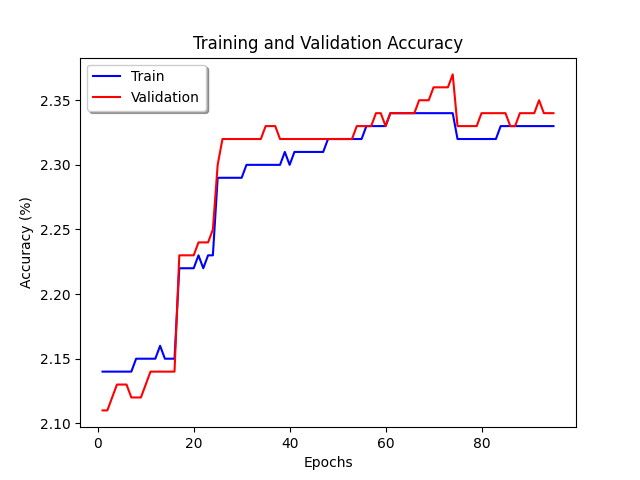 Training and Validation Accuracy
Train
Validation
2.35
2.30
2.25
2.20
2.15
2.10
Accuracy (%)
0
20
40
60
80
Epochs